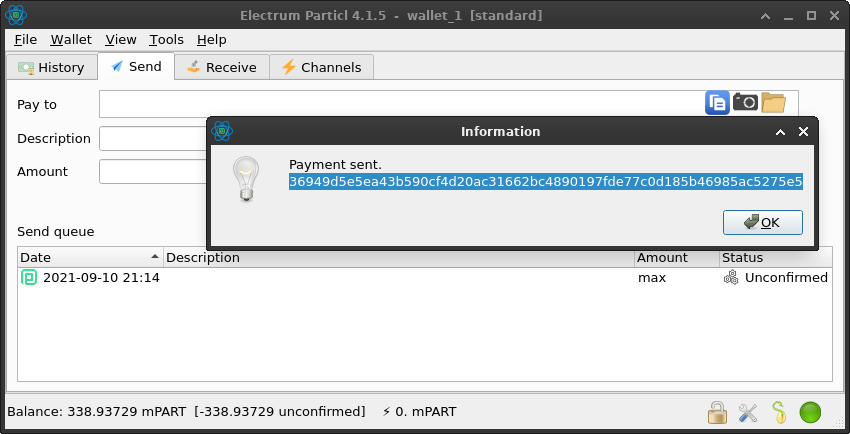 Electrum Particl 4.1.5 - wallet_1 [standard]
File Wallet View Tools Help
History Send Receive Channels
Pay to
Description
Amount
Information
Payment sent.
36949d5e5ea43b590cf4d20ac31662bc4890197fde77c0d185b46985ac5275e5
OK
Send queue
Date Description Amount Status
2021-09-10 21:14 max Unconfirmed
Balance: 338.93729 mPART [-338.93729 unconfirmed] ⚡ 0. mPART